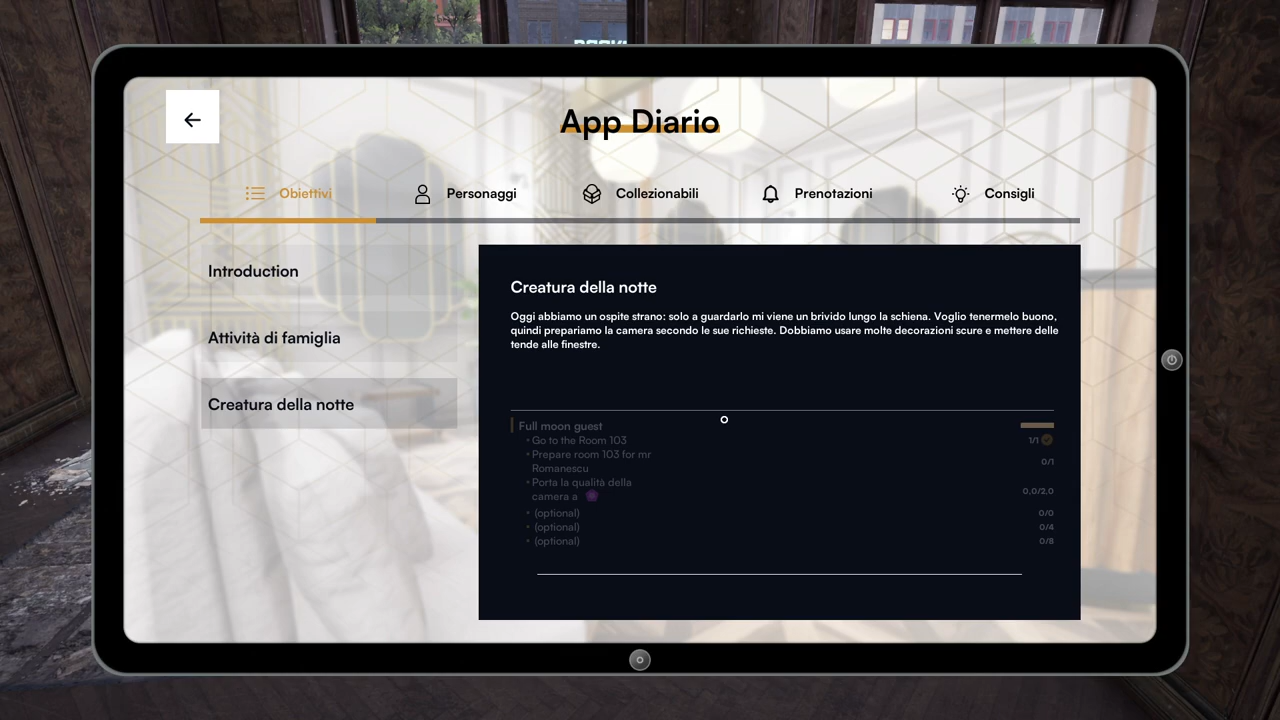 App Diario
Obiettivi
Personaggi
Collezionabili
Prenotazioni
Consigli
Introduction
Attività di famiglia
Creatura della notte
Creatura della notte
Oggi abbiamo un ospite strano: solo a guardarlo mi viene un brivido lungo la schiena. Voglio tenermelo buono,
quindi prepariamo la camera secondo le sue richieste. Dobbiamo usare molte decorazioni scure e mettere delle
tende alle finestre.
Full moon guest
• Go to the Room 103 1/1
• Prepare room 103 for mr
Romanescu 0/1
• Porta la qualità della
camera a 0,0/2,0
• (optional) 0/0
• (optional) 0/4
• (optional) 0/8